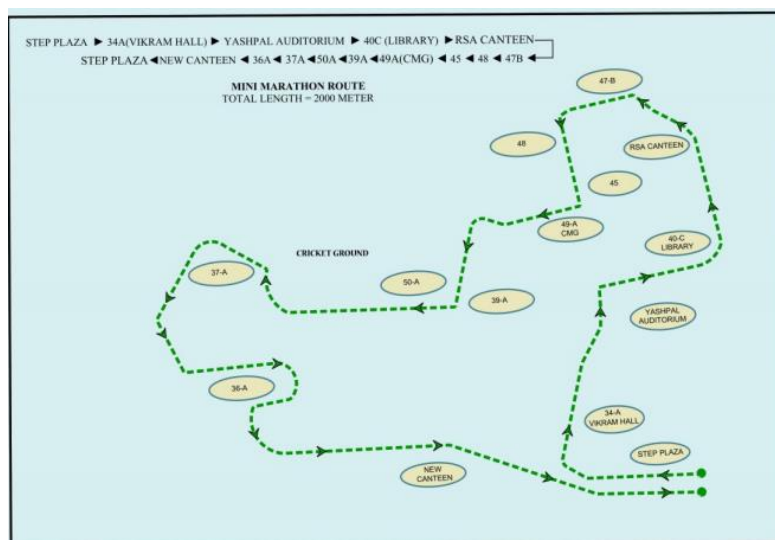 STEP PLAZA ► 34A(VIKRAM HALL) ► YASHPAL AUDITORIUM ► 40C (LIBRARY) ► RSA CANTEEN
STEP PLAZA ◄ NEW CANTEEN ◄ 36A ◄ 37A ◄ 50A ◄ 39A ◄ 49A(CMG) ◄ 45 ◄ 48 ◄ 47B
MINI MARATHON ROUTE
TOTAL LENGTH = 2000 METER
47-B
48
RSA CANTEEN
45
49-A
CMG
40-C
LIBRARY
CRICKET GROUND
37-A
50-A
39-A
YASHPAL
AUDITORIUM
36-A
34-A
VIKRAM HALL
STEP PLAZA
NEW
CANTEEN